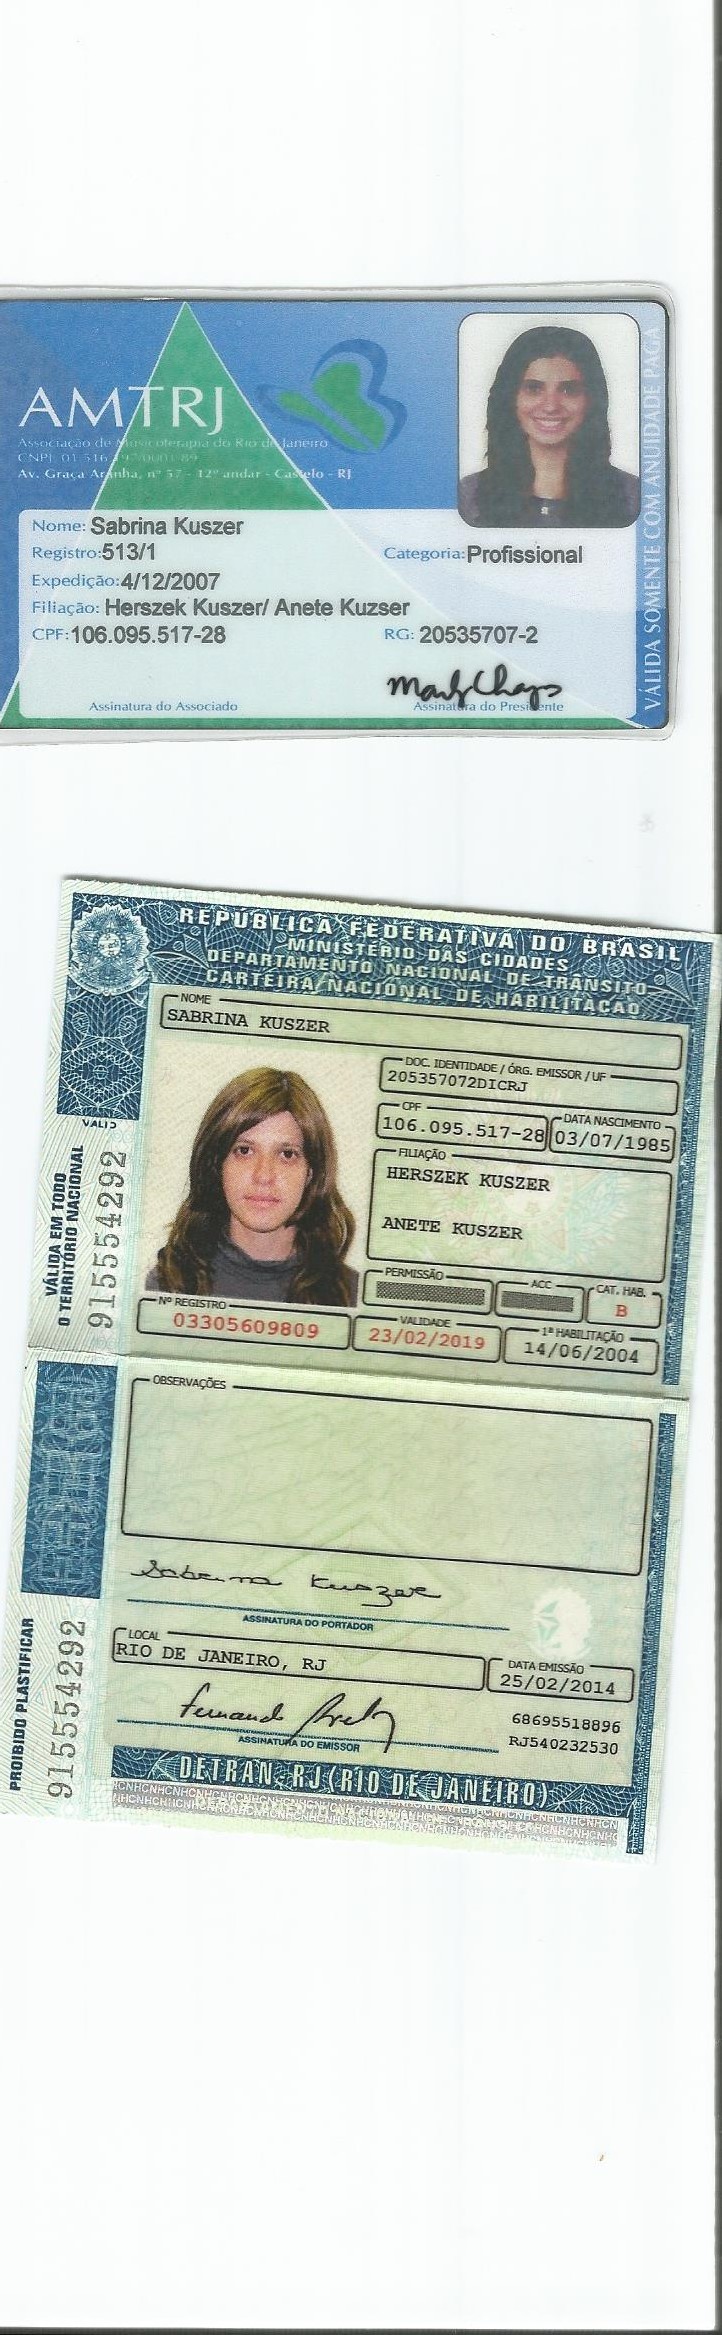 AMTRJ
Associação de Musicoterapia do Rio de Janeiro
CNPJ: 01.516
Av. Graça Aranha, nº 57 - 12º andar - Castelo - RJ
VÁLIDA SOMENTE COM ANUIDADE PAGA
Nome: Sabrina Kuszer
Registro: 513/1 Categoria: Profissional
Expedição: 4/12/2007
Filiação: Herszek Kuszer/ Anete Kuzser
CPF: 106.095.517-28 RG: 20535707-2
Assinatura do Associado Assinatura do Presidente
REPÚBLICA FEDERATIVA DO BRASIL
MINISTÉRIO DAS CIDADES
DEPARTAMENTO NACIONAL DE TRÂNSITO
CARTEIRA NACIONAL DE HABILITAÇÃO
NOME
SABRINA KUSZER
DOC. IDENTIDADE / ÓRG. EMISSOR / UF
205357072DICRJ
CPF DATA NASCIMENTO
106.095.517-28 03/07/1985
FILIAÇÃO
HERSZEK KUSZER
ANETE KUSZER
PERMISSÃO ACC CAT. HAB.
B
Nº REGISTRO VALIDADE 1ª HABILITAÇÃO
03305609809 23/02/2019 14/06/2004
VÁLIDA EM TODO
O TERRITÓRIO NACIONAL
915554292
OBSERVAÇÕES
Sabrina Kuszer
ASSINATURA DO PORTADOR
LOCAL DATA EMISSÃO
RIO DE JANEIRO, RJ 25/02/2014
68695518896
RJ540232530
ASSINATURA DO EMISSOR
PROIBIDO PLASTIFICAR
915554292
DETRAN, RJ (RIO DE JANEIRO)